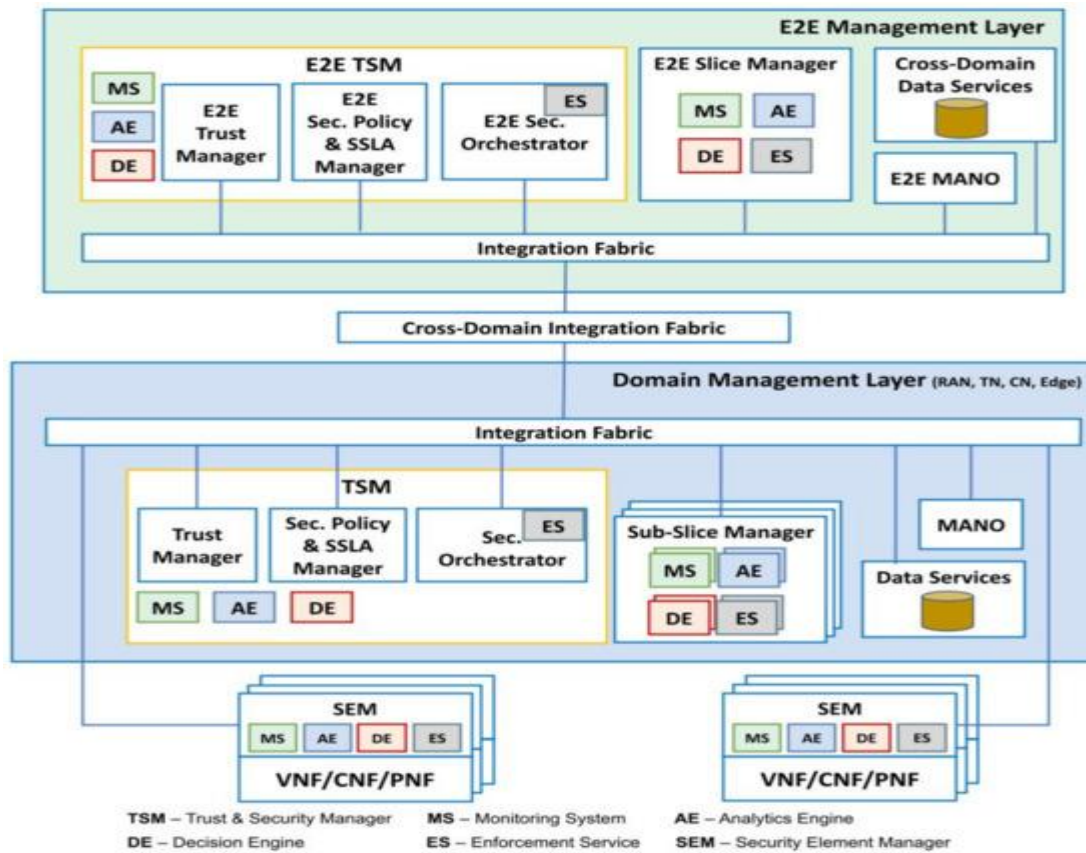 E2E Management Layer
E2E TSM
MS
AE
DE
E2E
Trust
Manager
E2E
Sec. Policy
& SSLA
Manager
ES
E2E Sec.
Orchestrator
E2E Slice Manager
MS
AE
DE
ES
Cross-Domain
Data Services
E2E MANO
Integration Fabric
Cross-Domain Integration Fabric
Domain Management Layer (RAN, TN, CN, Edge)
Integration Fabric
TSM
Trust
Manager
Sec. Policy
& SSLA
Manager
ES
Sec.
Orchestrator
MS
AE
DE
Sub-Slice Manager
MS
AE
DE
ES
MANO
Data Services
SEM
MS
AE
DE
ES
VNF/CNF/PNF
SEM
MS
AE
DE
ES
VNF/CNF/PNF
TSM – Trust & Security Manager
MS – Monitoring System
AE – Analytics Engine
DE – Decision Engine
ES – Enforcement Service
SEM – Security Element Manager